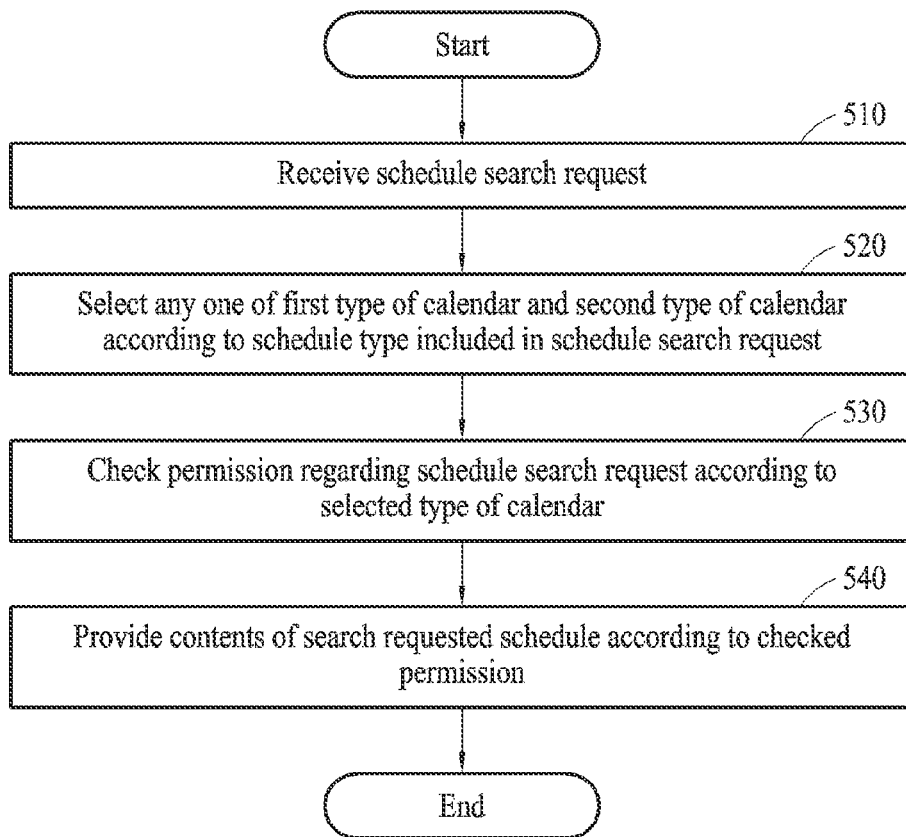 Start
510
Receive schedule search request
520
Select any one of first type of calendar and second type of calendar
according to schedule type included in schedule search request
530
Check permission regarding schedule search request according to
selected type of calendar
540
Provide contents of search requested schedule according to checked
permission
End